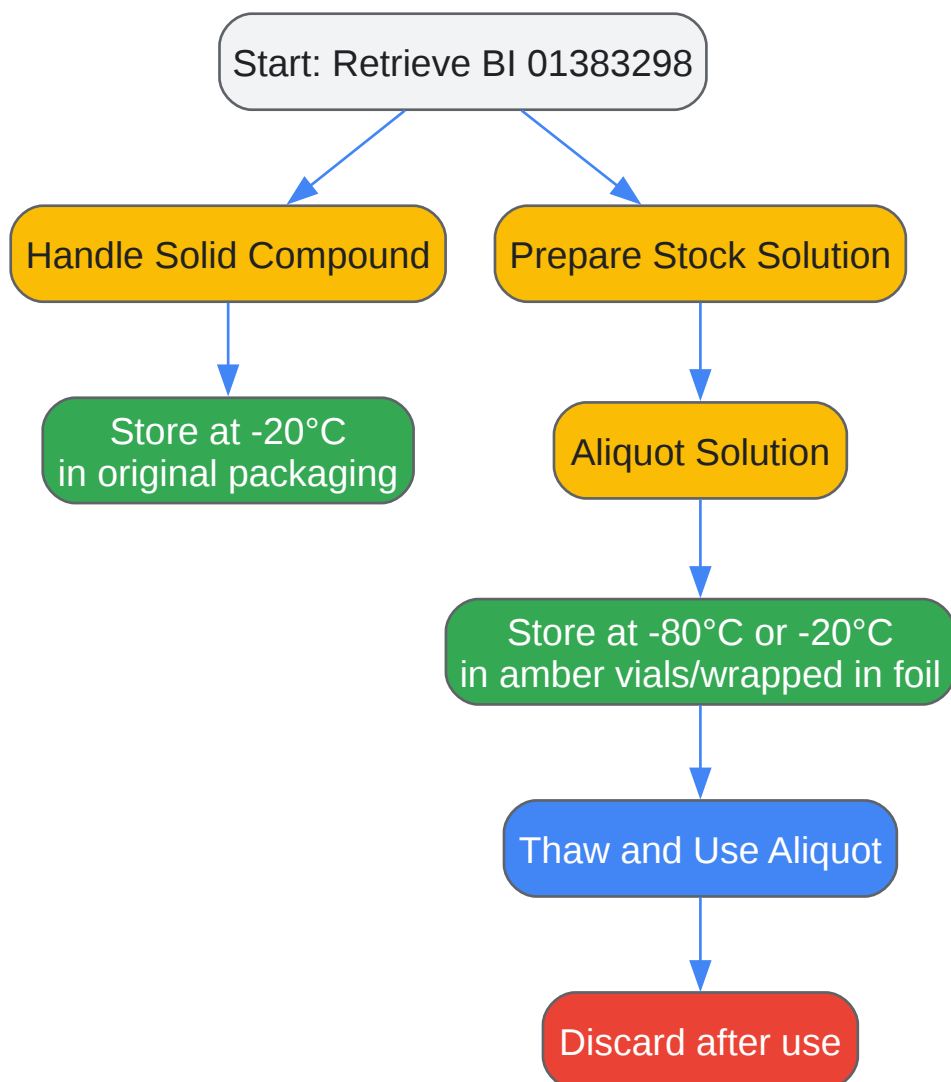 Start: Retrieve BI 01383298
Handle Solid Compound
Prepare Stock Solution
Store at -20°C
in original packaging
Aliquot Solution
Store at -80°C or -20°C
in amber vials/wrapped in foil
Thaw and Use Aliquot
Discard after use